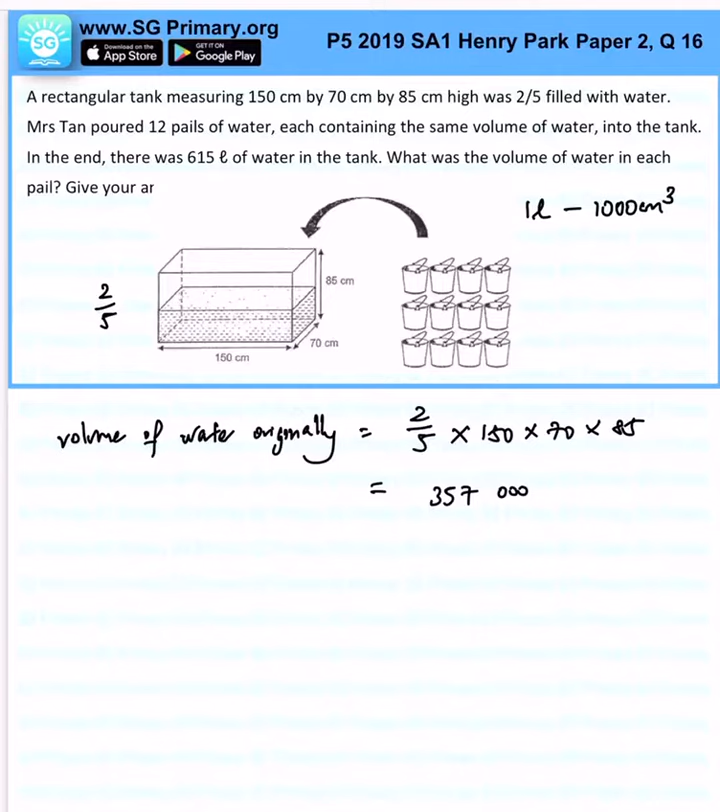 www.SG Primary.org
SG
Download on the
App Store
GET IT ON
Google Play
P5 2019 SA1 Henry Park Paper 2, Q 16
A rectangular tank measuring 150 cm by 70 cm by 85 cm high was 2/5 filled with water.
Mrs Tan poured 12 pails of water, each containing the same volume of water, into the tank.
In the end, there was 615 ℓ of water in the tank. What was the volume of water in each
pail? Give your ar
1l – 1000cm³
2/5
85 cm
70 cm
150 cm
volume of water originally = 2/5 × 150 × 70 × 85
= 357 000